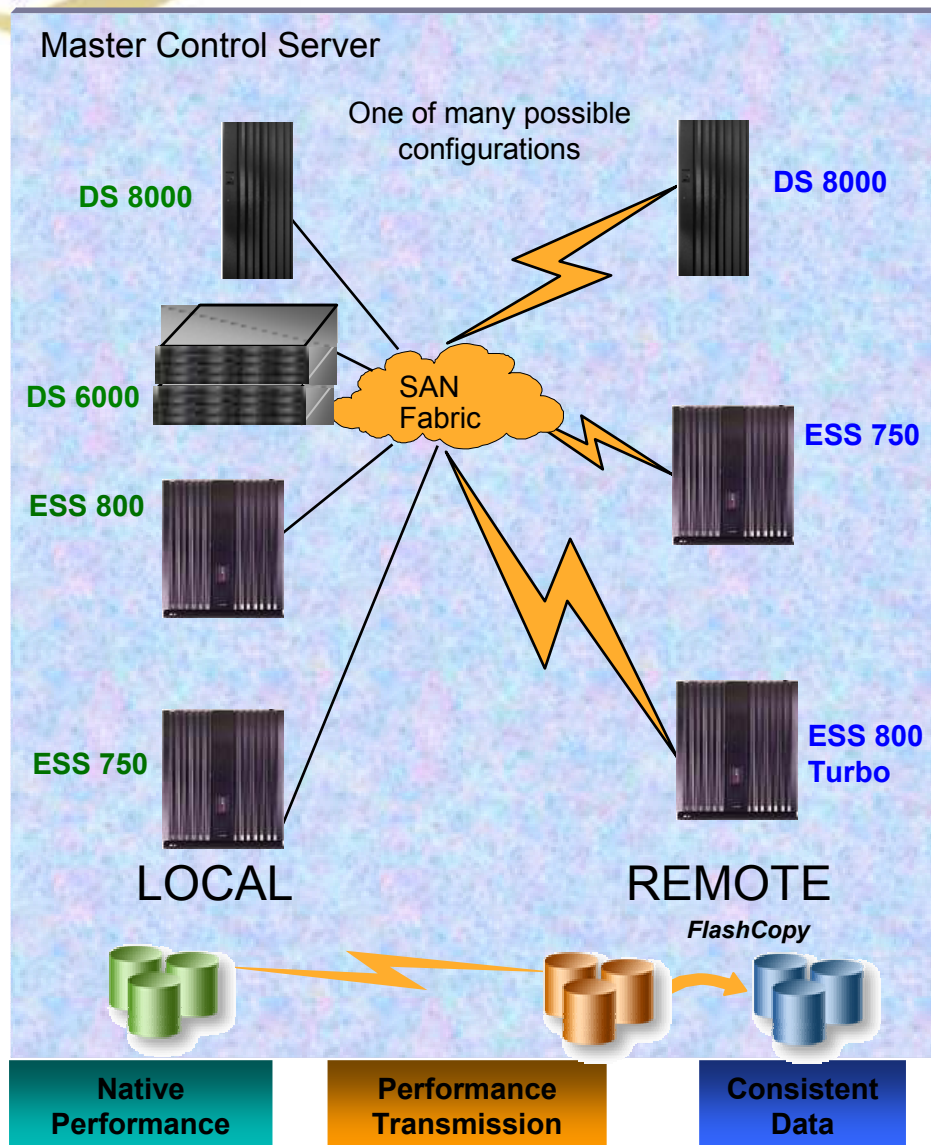 Master Control Server
One of many possible
configurations
DS 8000
DS 8000
DS 6000
SAN
Fabric
ESS 750
ESS 800
ESS 750
ESS 800
Turbo
LOCAL
REMOTE
FlashCopy
Native
Performance
Performance
Transmission
Consistent
Data